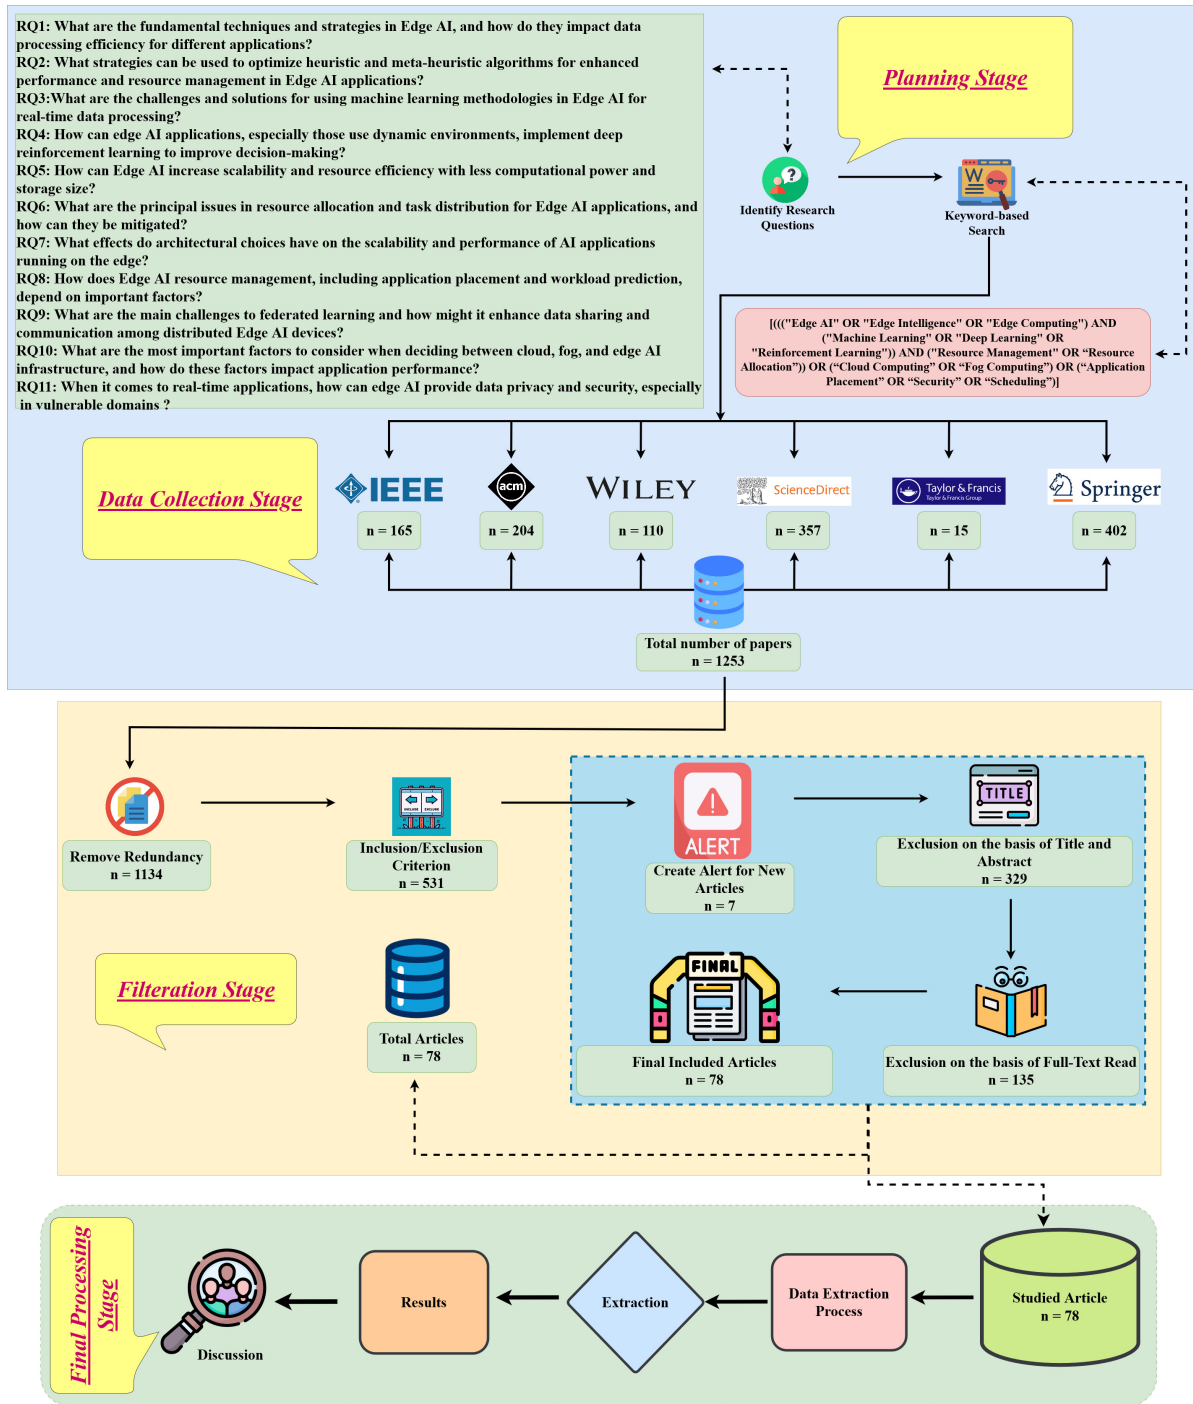 RQ1: What are the fundamental techniques and strategies in Edge AI, and how do they impact data
processing efficiency for different applications?
RQ2: What strategies can be used to optimize heuristic and meta-heuristic algorithms for enhanced
performance and resource management in Edge AI applications?
RQ3:What are the challenges and solutions for using machine learning methodologies in Edge AI for
real-time data processing?
RQ4: How can edge AI applications, especially those use dynamic environments, implement deep
reinforcement learning to improve decision-making?
RQ5: How can Edge AI increase scalability and resource efficiency with less computational power and
storage size?
RQ6: What are the principal issues in resource allocation and task distribution for Edge AI applications, and
how can they be mitigated?
RQ7: What effects do architectural choices have on the scalability and performance of AI applications
running on the edge?
RQ8: How does Edge AI resource management, including application placement and workload prediction,
depend on important factors?
RQ9: What are the main challenges to federated learning and how might it enhance data sharing and
communication among distributed Edge AI devices?
RQ10: What are the most important factors to consider when deciding between cloud, fog, and edge AI
infrastructure, and how do these factors impact application performance?
RQ11: When it comes to real-time applications, how can edge AI provide data privacy and security, especially
in vulnerable domains ?
Planning Stage
?
Identify Research
Questions
W
Keyword-based
Search
[((("Edge AI" OR "Edge Intelligence" OR "Edge Computing") AND
("Machine Learning" OR "Deep Learning" OR
"Reinforcement Learning")) AND ("Resource Management" OR “Resource
Allocation”)) OR (“Cloud Computing” OR “Fog Computing”) OR (“Application
Placement” OR “Security” OR “Scheduling”)]
Data Collection Stage
IEEE
acm
WILEY
ScienceDirect
Taylor & Francis
Taylor & Francis Group
Springer
n = 165
n = 204
n = 110
n = 357
n = 15
n = 402
Total number of papers
n = 1253
Remove Redundancy
n = 1134
INCLUDE EXCLUDE
Inclusion/Exclusion
Criterion
n = 531
ALERT
Create Alert for New
Articles
n = 7
TITLE
Exclusion on the basis of Title and
Abstract
n = 329
Filteration Stage
Total Articles
n = 78
FINAL
Final Included Articles
n = 78
Exclusion on the basis of Full-Text Read
n = 135
Final Processing
Stage
Discussion
Results
Extraction
Data Extraction
Process
Studied Article
n = 78